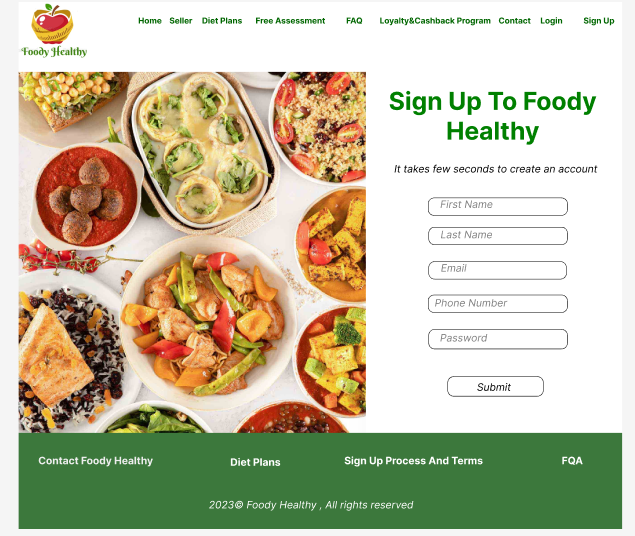 Home Seller Diet Plans Free Assessment FAQ Loyalty&Cashback Program Contact Login Sign Up
Foody Healthy
Sign Up To Foody
Healthy
It takes few seconds to create an account
First Name
Last Name
Email
Phone Number
Password
Submit
Contact Foody Healthy Diet Plans Sign Up Process And Terms FQA
2023© Foody Healthy , All rights reserved